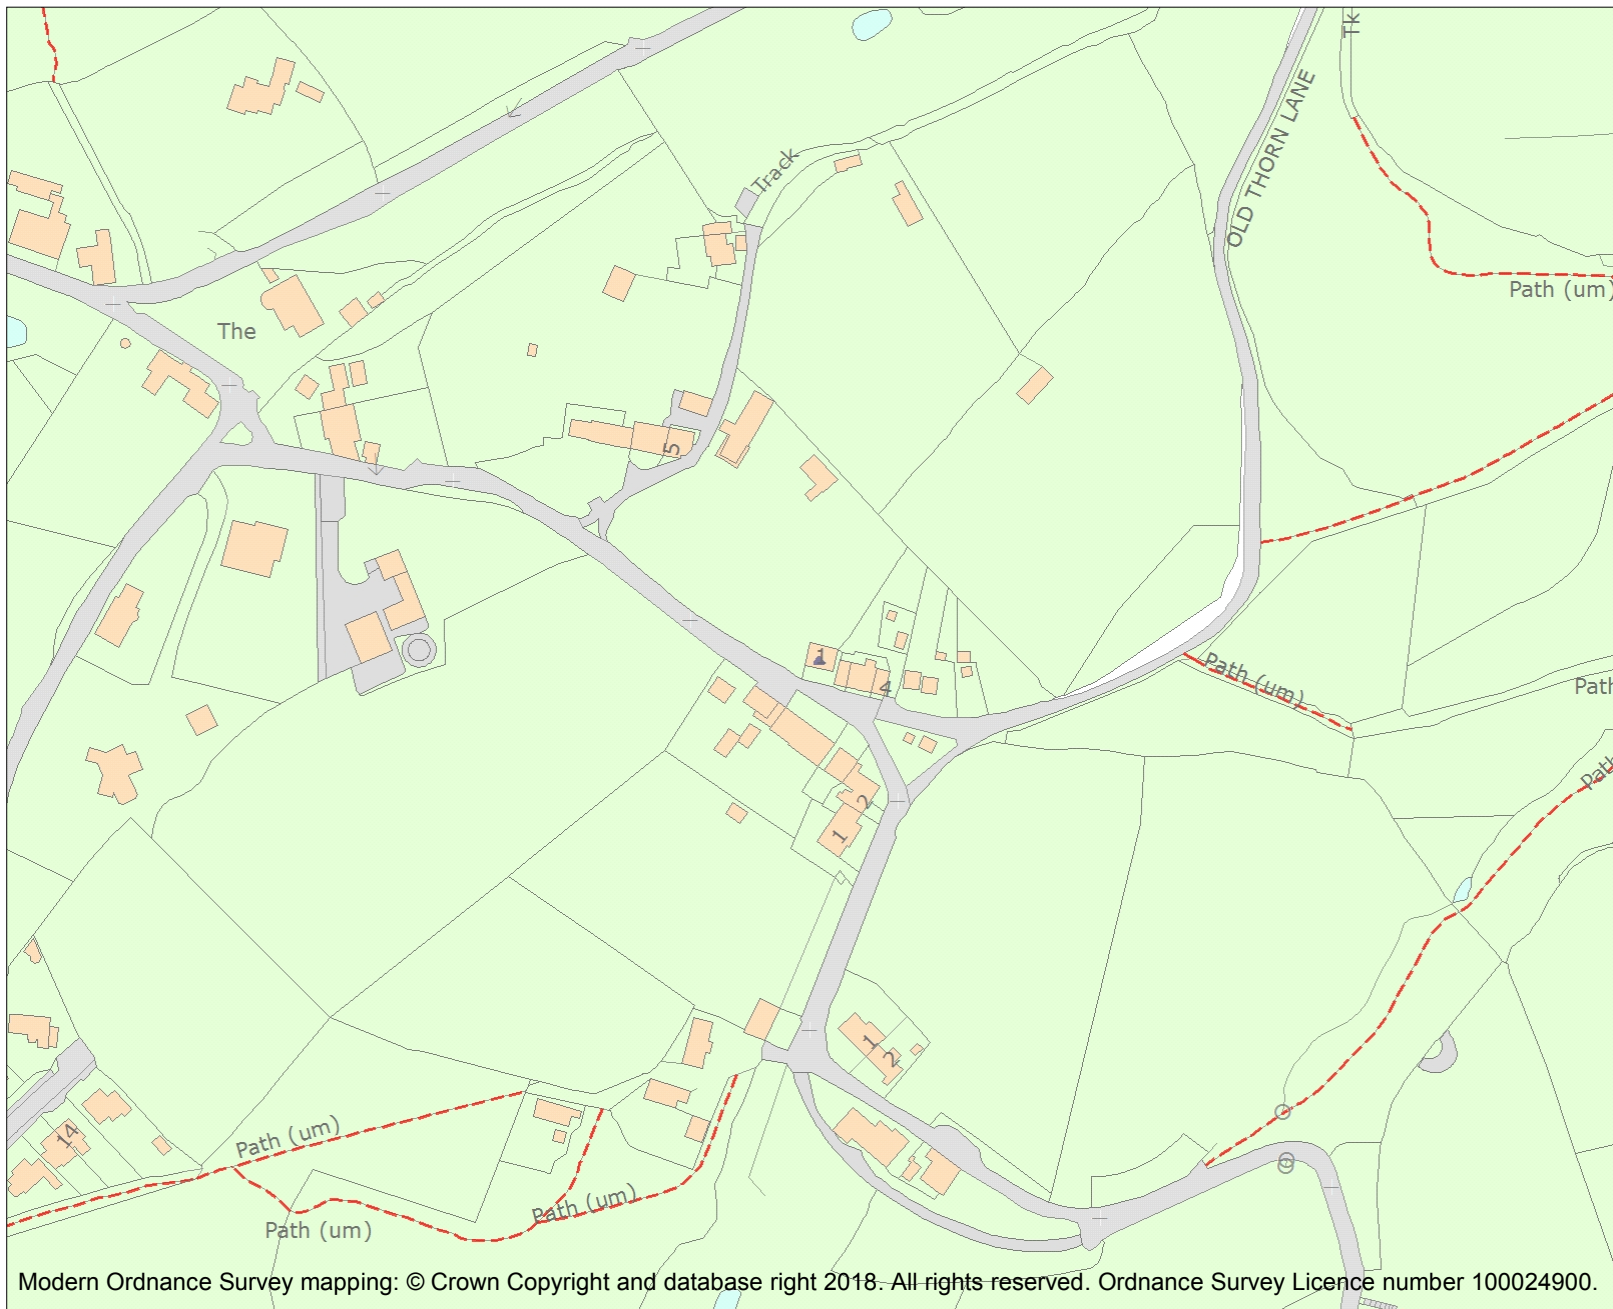 Tk
OLD THORN LANE
Track
Path (um)
The
5
1
4
Path (um)
Path
Path
2
1
1
2
14
Path (um)
Path (um)
Path (um)
Modern Ordnance Survey mapping: © Crown Copyright and database right 2018. All rights reserved. Ordnance Survey Licence number 100024900.